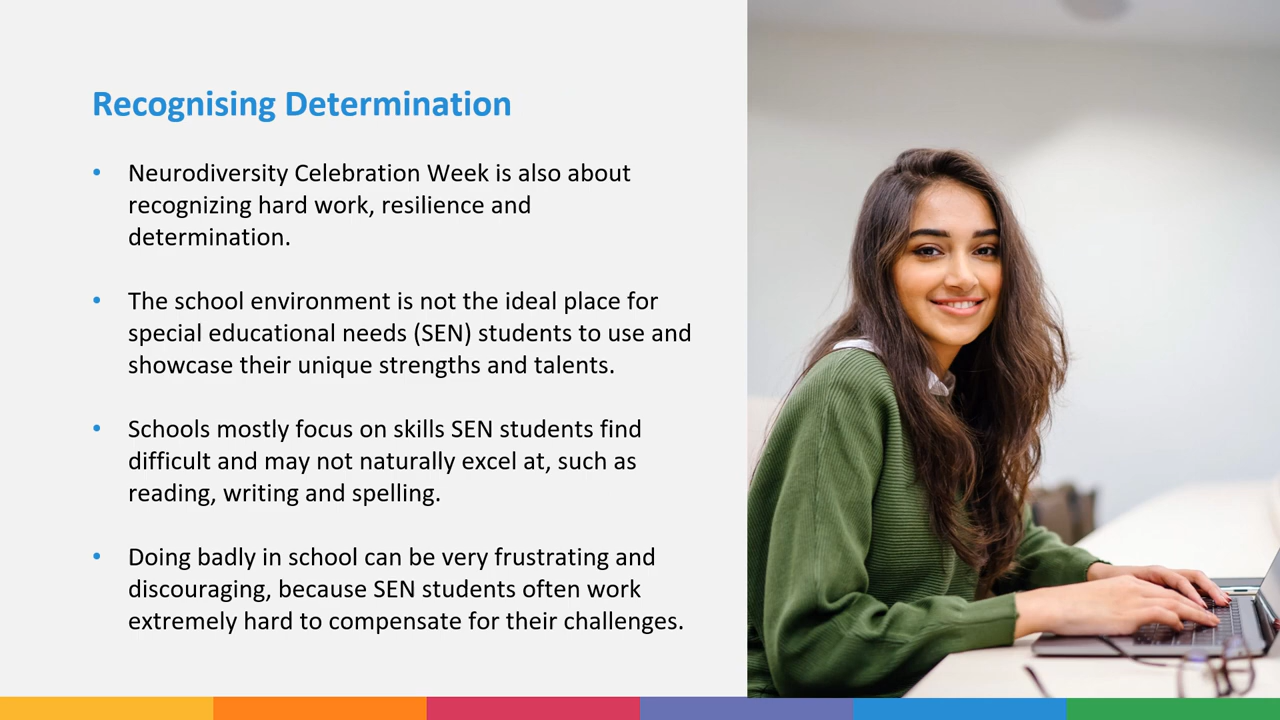 Recognising Determination
• Neurodiversity Celebration Week is also about
recognizing hard work, resilience and
determination.
• The school environment is not the ideal place for
special educational needs (SEN) students to use and
showcase their unique strengths and talents.
• Schools mostly focus on skills SEN students find
difficult and may not naturally excel at, such as
reading, writing and spelling.
• Doing badly in school can be very frustrating and
discouraging, because SEN students often work
extremely hard to compensate for their challenges.